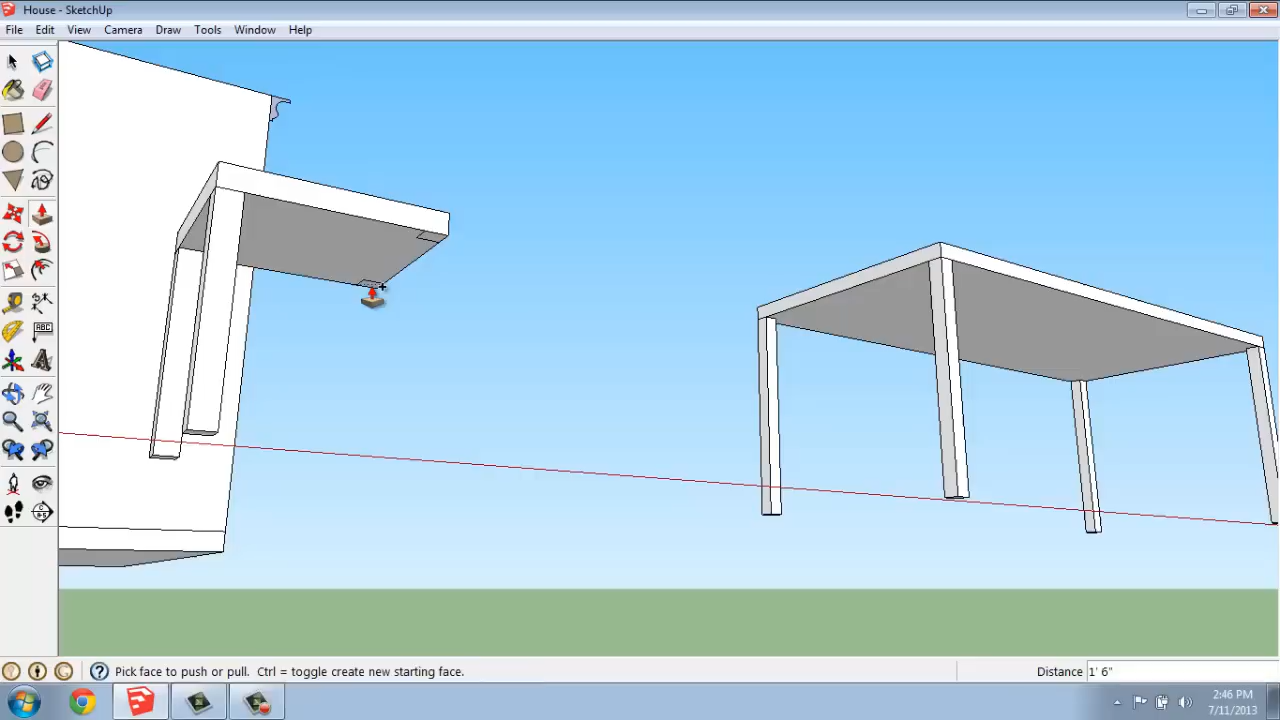 House - SketchUp
File Edit View Camera Draw Tools Window Help
ABC
Pick face to push or pull. Ctrl = toggle create new starting face.
Distance 1' 6"
2:46 PM
7/11/2013